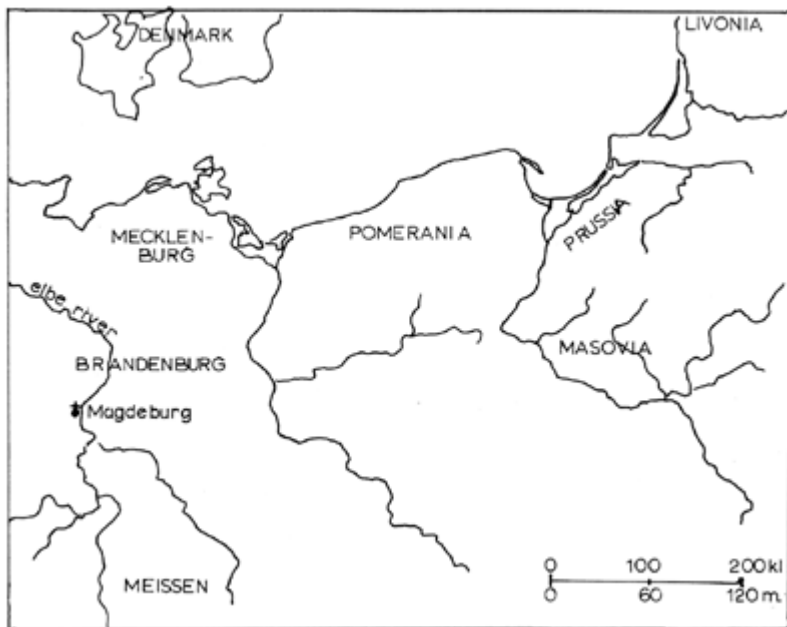 DENMARK
LIVONIA
MECKLEN-
BURG
POMERANIA
PRUSSIA
elbe river
BRANDENBURG
MASOVIA
Magdeburg
MEISSEN
0 100 200kl
0 60 120m.